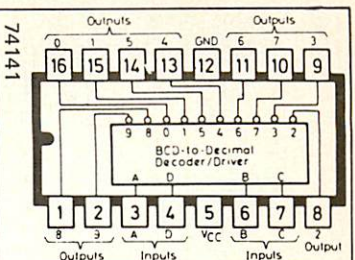 74141
Outputs Outputs
0 1 5 4 GND 6 7 3
16 15 14 13 12 11 10 9
9 8 0 1 5 4 6 7 3 2
BCD-to-Decimal
Decoder/Driver
A D B C
1 2 3 4 5 6 7 8
8 9 A D VCC B C 2
Outputs Inputs Inputs Output